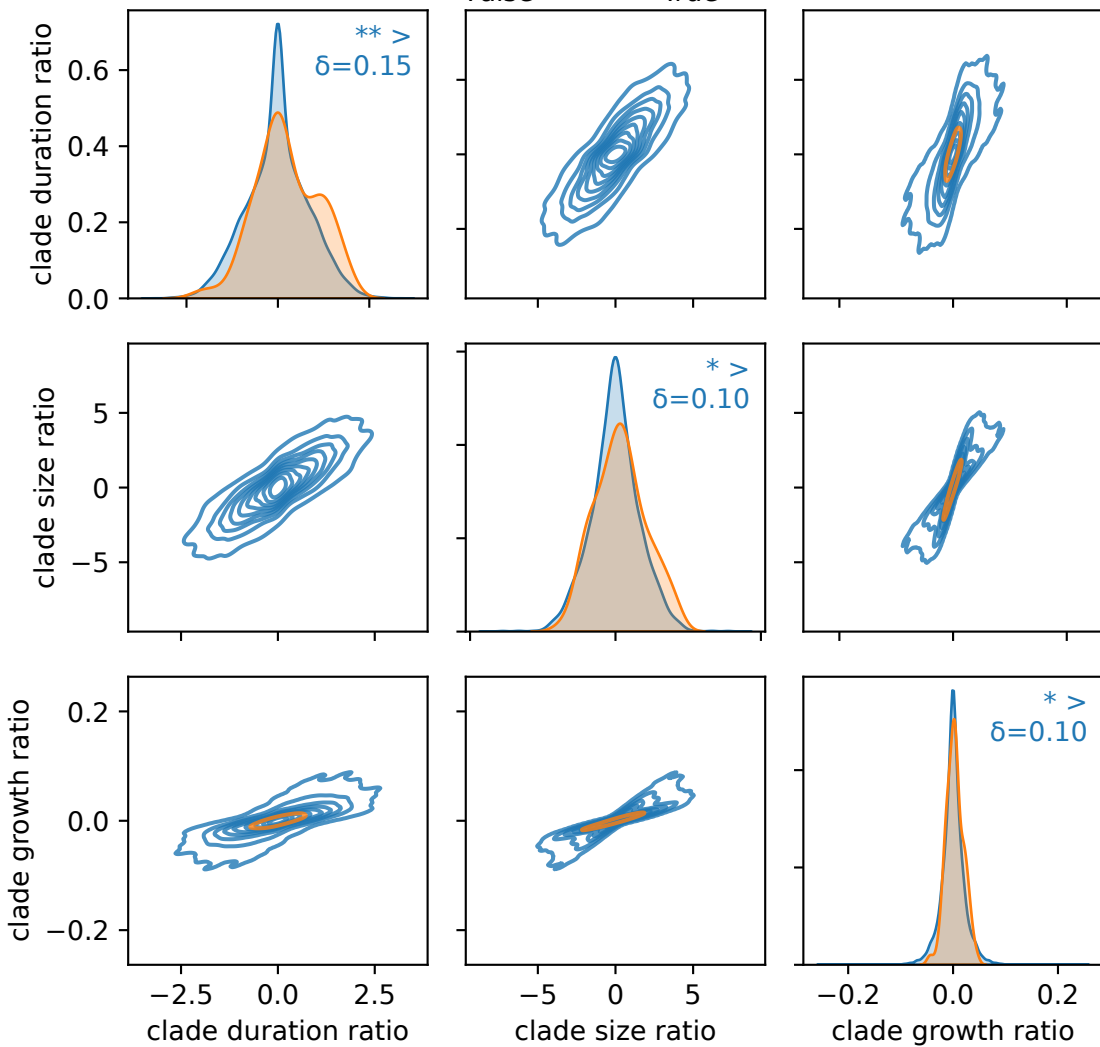 clade duration ratio
0.6
0.4
0.2
0.0
** >
δ=0.15
clade size ratio
5
0
−5
* >
δ=0.10
clade growth ratio
0.2
0.0
−0.2
* >
δ=0.10
−2.5 0.0 2.5
−5 0 5
−0.2 0.0 0.2
clade duration ratio
clade size ratio
clade growth ratio